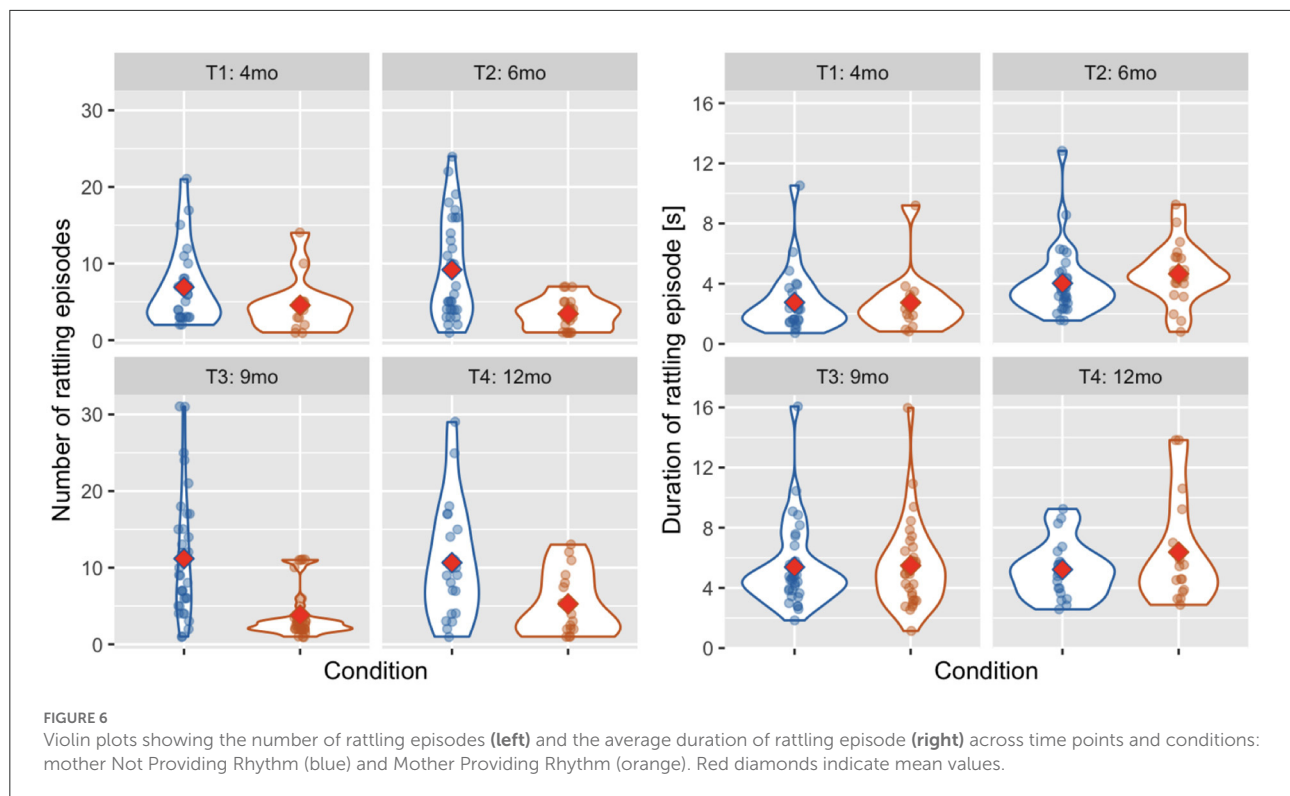 T1: 4mo
T2: 6mo
30
20
10
0
T3: 9mo
T4: 12mo
30
20
10
0
Number of rattling episodes
Condition
T1: 4mo
T2: 6mo
16
12
8
4
0
T3: 9mo
T4: 12mo
16
12
8
4
0
Duration of rattling episode [s]
Condition
FIGURE 6
Violin plots showing the number of rattling episodes (left) and the average duration of rattling episode (right) across time points and conditions:
mother Not Providing Rhythm (blue) and Mother Providing Rhythm (orange). Red diamonds indicate mean values.